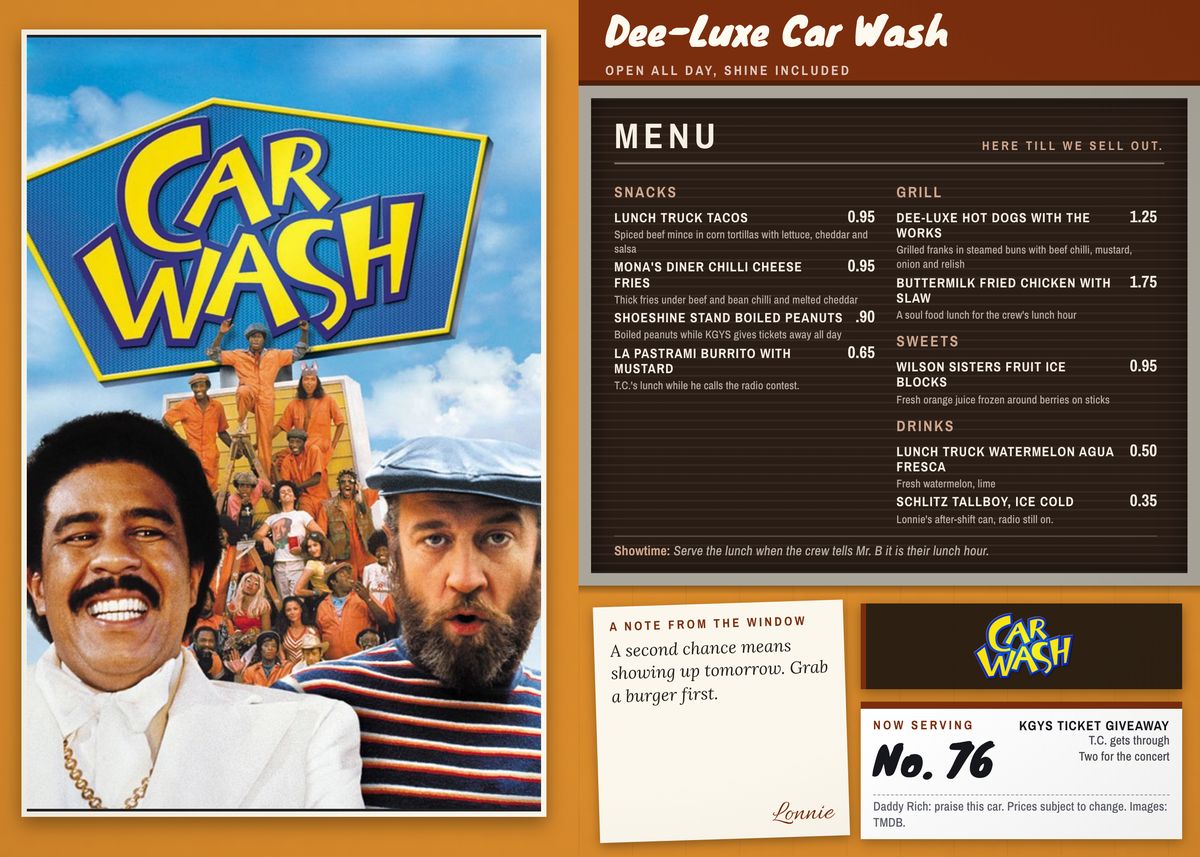 CAR
WASH
Dee-Luxe Car Wash
OPEN ALL DAY, SHINE INCLUDED
MENU
HERE TILL WE SELL OUT.
SNACKS
LUNCH TRUCK TACOS 0.95
Spiced beef mince in corn tortillas with lettuce, cheddar and
salsa
MONA'S DINER CHILLI CHEESE 0.95
FRIES
Thick fries under beef and bean chilli and melted cheddar
SHOESHINE STAND BOILED PEANUTS .90
Boiled peanuts while KGYS gives tickets away all day
LA PASTRAMI BURRITO WITH 0.65
MUSTARD
T.C.'s lunch while he calls the radio contest.
GRILL
DEE-LUXE HOT DOGS WITH THE 1.25
WORKS
Grilled franks in steamed buns with beef chilli, mustard,
onion and relish
BUTTERMILK FRIED CHICKEN WITH 1.75
SLAW
A soul food lunch for the crew's lunch hour
SWEETS
WILSON SISTERS FRUIT ICE 0.95
BLOCKS
Fresh orange juice frozen around berries on sticks
DRINKS
LUNCH TRUCK WATERMELON AGUA 0.50
FRESCA
Fresh watermelon, lime
SCHLITZ TALLBOY, ICE COLD 0.35
Lonnie's after-shift can, radio still on.
Showtime: Serve the lunch when the crew tells Mr. B it is their lunch hour.
A NOTE FROM THE WINDOW
A second chance means
showing up tomorrow. Grab
a burger first.
Lonnie
CAR
WASH
NOW SERVING
No. 76
KGYS TICKET GIVEAWAY
T.C. gets through
Two for the concert
Daddy Rich: praise this car. Prices subject to change. Images:
TMDB.